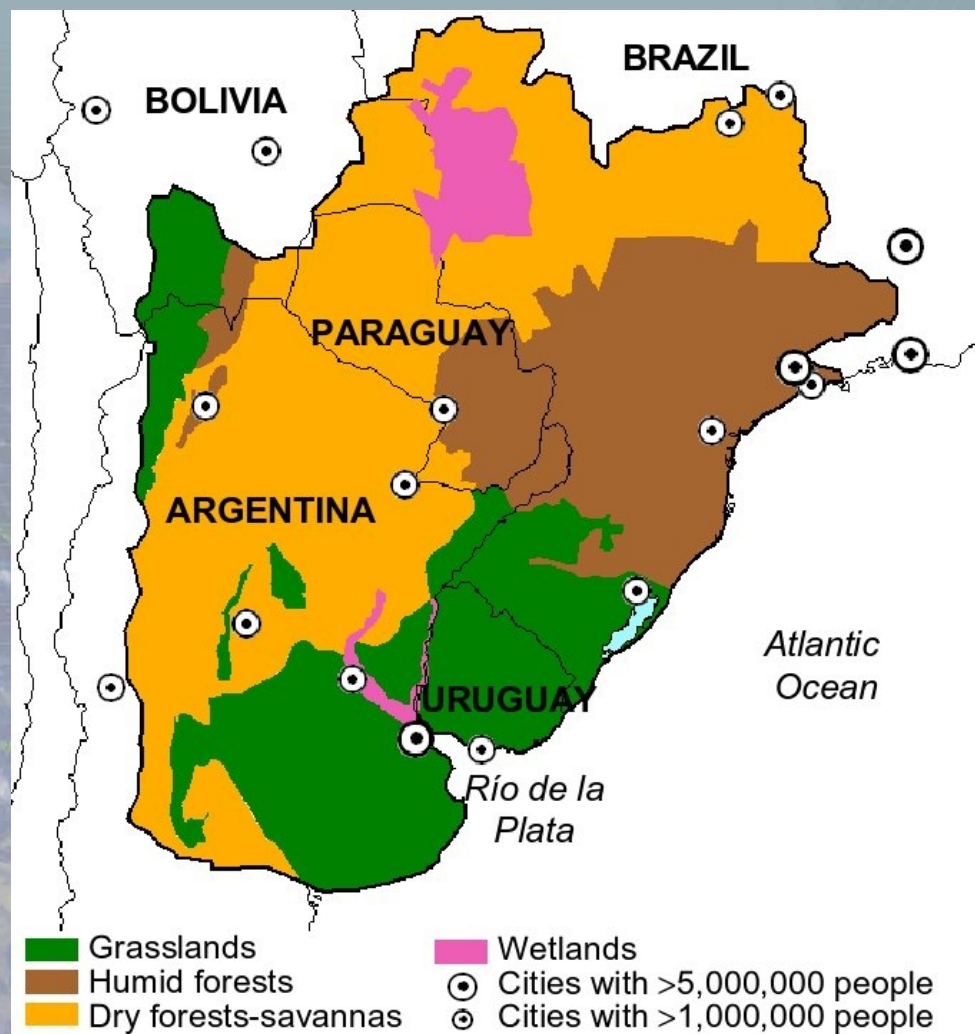 BRAZIL
BOLIVIA
PARAGUAY
ARGENTINA
Atlantic
Ocean
URUGUAY
Río de la
Plata
Grasslands
Humid forests
Dry forests-savannas
Wetlands
Cities with >5,000,000 people
Cities with >1,000,000 people